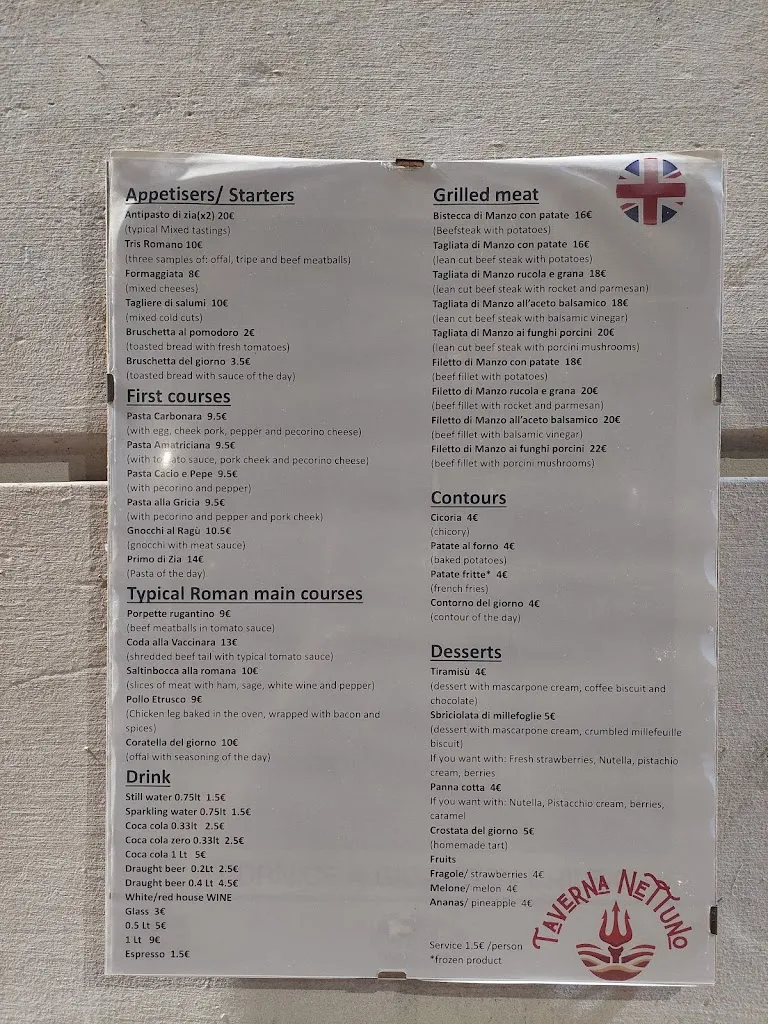 Appetisers/ Starters
Antipasto di zia(x2) 20€
(typical Mixed tastings)
Tris Romano 10€
(three samples of: offal, tripe and beef meatballs)
Formaggiata 8€
(mixed cheeses)
Tagliere di salumi 10€
(mixed cold cuts)
Bruschetta al pomodoro 2€
(toasted bread with fresh tomatoes)
Bruschetta del giorno 3.5€
(toasted bread with sauce of the day)
First courses
Pasta Carbonara 9.5€
(with egg, cheek pork, pepper and pecorino cheese)
Pasta Amatriciana 9.5€
(with tomato sauce, pork cheek and pecorino cheese)
Pasta Cacio e Pepe 9.5€
(with pecorino and pepper)
Pasta alla Gricia 9.5€
(with pecorino and pepper and pork cheek)
Gnocchi al Ragù 10.5€
(gnocchi with meat sauce)
Primo di Zia 14€
(Pasta of the day)
Typical Roman main courses
Porpette rugantino 9€
(beef meatballs in tomato sauce)
Coda alla Vaccinara 13€
(shredded beef tail with typical tomato sauce)
Saltinbocca alla romana 10€
(slices of meat with ham, sage, white wine and pepper)
Pollo Etrusco 9€
(Chicken leg baked in the oven, wrapped with bacon and
spices)
Coratella del giorno 10€
(offal with seasoning of the day)
Drink
Still water 0.75lt 1.5€
Sparkling water 0.75lt 1.5€
Coca cola 0.33lt 2.5€
Coca cola zero 0.33lt 2.5€
Coca cola 1 Lt 5€
Draught beer 0.2Lt 2.5€
Draught beer 0.4 Lt 4.5€
White/red house WINE
Glass 3€
0.5 Lt 5€
1 Lt 9€
Espresso 1.5€
Grilled meat
Bistecca di Manzo con patate 16€
(Beefsteak with potatoes)
Tagliata di Manzo con patate 16€
(lean cut beef steak with potatoes)
Tagliata di Manzo rucola e grana 18€
(lean cut beef steak with rocket and parmesan)
Tagliata di Manzo all'aceto balsamico 18€
(lean cut beef steak with balsamic vinegar)
Tagliata di Manzo ai funghi porcini 20€
(lean cut beef steak with porcini mushrooms)
Filetto di Manzo con patate 18€
(beef fillet with potatoes)
Filetto di Manzo rucola e grana 20€
(beef fillet with rocket and parmesan)
Filetto di Manzo all'aceto balsamico 20€
(beef fillet with balsamic vinegar)
Filetto di Manzo ai funghi porcini 22€
(beef fillet with porcini mushrooms)
Contours
Cicoria 4€
(chicory)
Patate al forno 4€
(baked potatoes)
Patate fritte* 4€
(french fries)
Contorno del giorno 4€
(contour of the day)
Desserts
Tiramisù 4€
(dessert with mascarpone cream, coffee biscuit and
chocolate)
Sbriciolata di millefoglie 5€
(dessert with mascarpone cream, crumbled millefeuille
biscuit)
If you want with: Fresh strawberries, Nutella, pistachio
cream, berries
Panna cotta 4€
If you want with: Nutella, Pistacchio cream, berries,
caramel
Crostata del giorno 5€
(homemade tart)
Fruits
Fragole/ strawberries 4€
Melone/ melon 4€
Ananas/ pineapple 4€
Service 1.5€ /person
*frozen product
TAVERNA NETTUNO